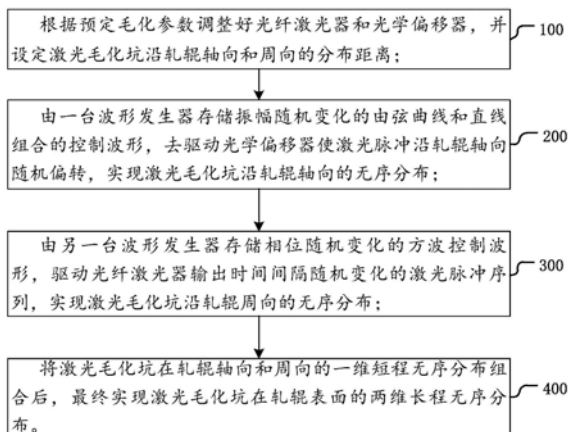 根据预定毛化参数调整好光纤激光器和光学偏移器，并
设定激光毛化坑沿轧辊轴向和周向的分布距离；
100
由一台波形发生器存储振幅随机变化的由弦曲线和直线
组合的控制波形，去驱动光学偏移器使激光脉冲沿轧辊轴向
随机偏转，实现激光毛化坑沿轧辊轴向的无序分布；
200
由另一台波形发生器存储相位随机变化的方波控制波
形，驱动光纤激光器输出时间间隔随机变化的激光脉冲序
列，实现激光毛化坑沿轧辊周向的无序分布；
300
将激光毛化坑在轧辊轴向和周向的一维短程无序分布组
合后，最终实现激光毛化坑在轧辊表面的两维长程无序分
布。
400